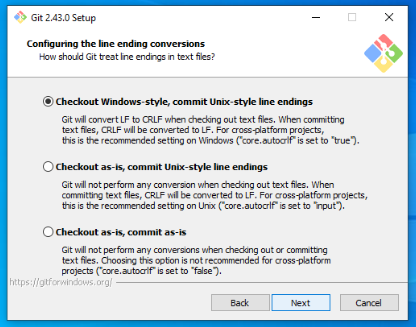 Git 2.43.0 Setup
Configuring the line ending conversions
How should Git treat line endings in text files?
Checkout Windows-style, commit Unix-style line endings
Git will convert LF to CRLF when checking out text files. When committing
text files, CRLF will be converted to LF. For cross-platform projects,
this is the recommended setting on Windows ("core.autocrlf" is set to "true").
Checkout as-is, commit Unix-style line endings
Git will not perform any conversion when checking out text files. When
committing text files, CRLF will be converted to LF. For cross-platform projects,
this is the recommended setting on Unix ("core.autocrlf" is set to "input").
Checkout as-is, commit as-is
Git will not perform any conversions when checking out or committing
text files. Choosing this option is not recommended for cross-platform
projects ("core.autocrlf" is set to "false").
https://gitforwindows.org/
Back Next Cancel